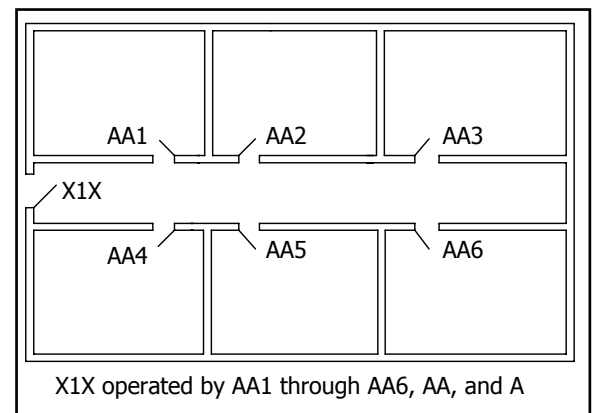 AA1
AA2
AA3
X1X
AA4
AA5
AA6
X1X operated by AA1 through AA6, AA, and A